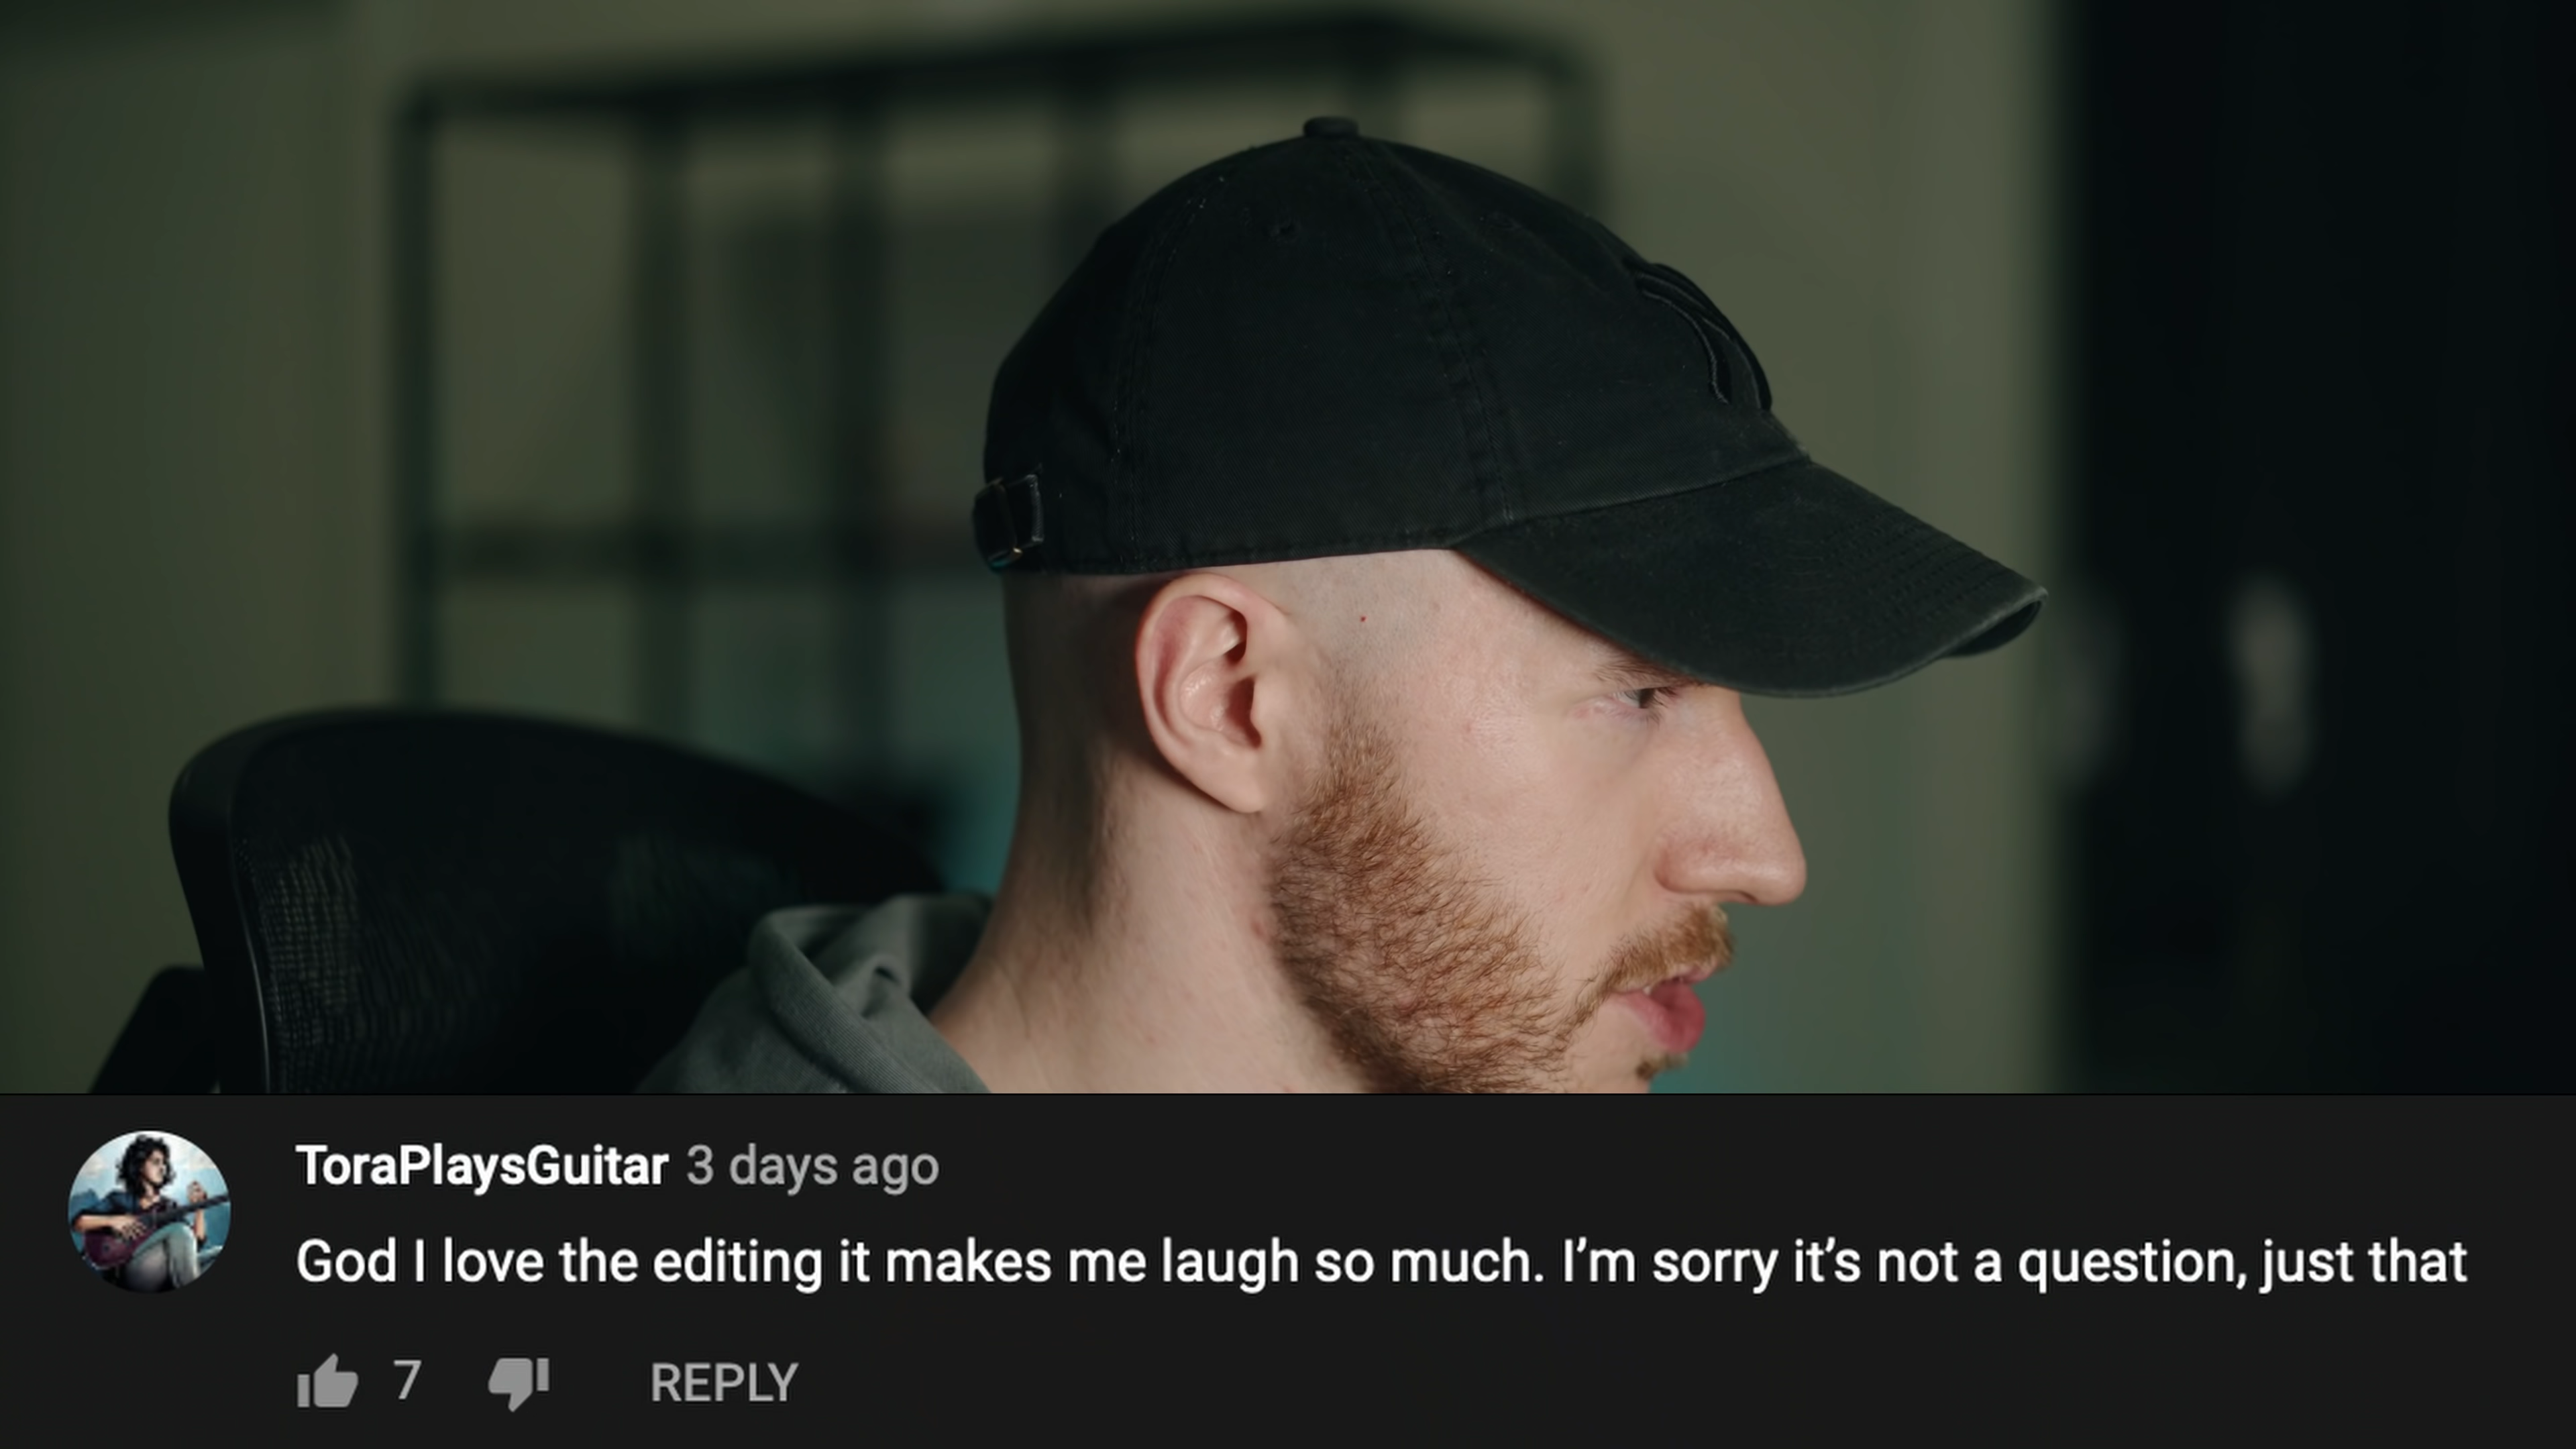 ToraPlaysGuitar 3 days ago
God I love the editing it makes me laugh so much. I’m sorry it’s not a question, just that
7 REPLY